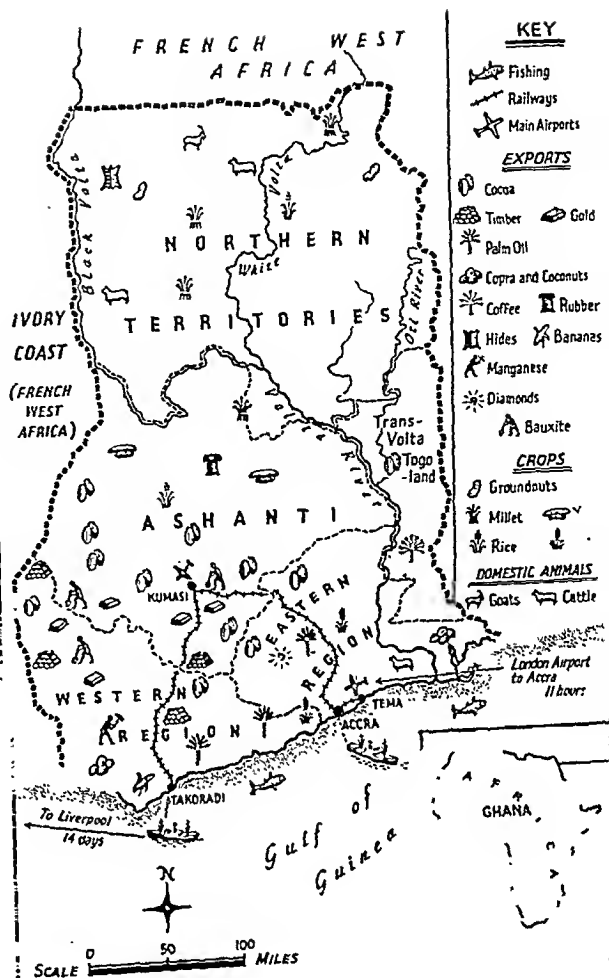 FRENCH WEST
AFRICA
Black Volta
White Volta
NORTHERN
TERRITORIES
Oti River
IVORY
COAST
(FRENCH
WEST
AFRICA)
Trans-
Volta
Togo-
land
ASHANTI
KUMASI
EASTERN
REGION
WESTERN
REGION
TEMA
ACCRA
TAKORADI
London Airport
to Accra
11 hours
To Liverpool
14 days
Gulf of
Guinea
N
0 50 100
SCALE MILES
KEY
Fishing
Railways
Main Airports
EXPORTS
Cocoa
Timber Gold
Palm Oil
Copra and Coconuts
Coffee Rubber
Hides Bananas
Manganese
Diamonds
Bauxite
CROPS
Groundnuts
Millet
Rice
DOMESTIC ANIMALS
Goats Cattle
AFRICA
GHANA